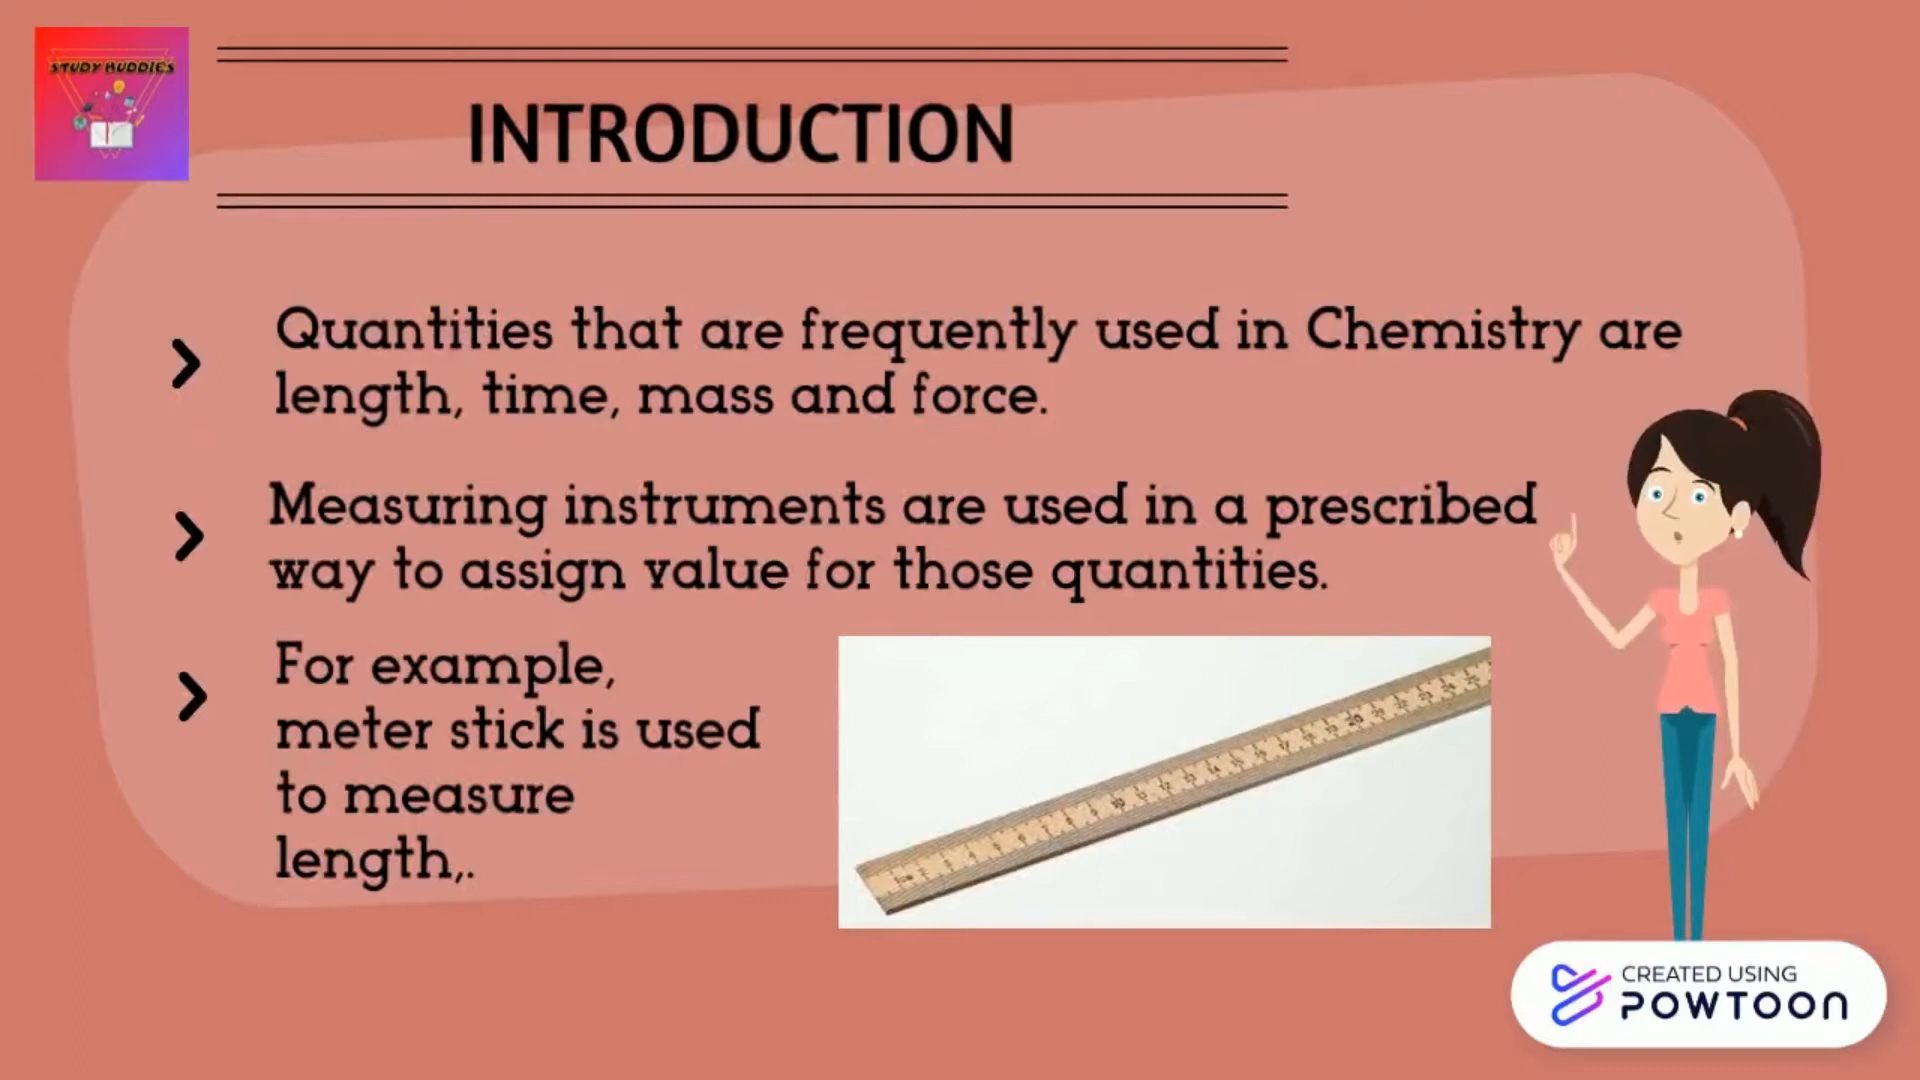 STUDY BUDDIES
INTRODUCTION
Quantities that are frequently used in Chemistry are
length, time, mass and force.
Measuring instruments are used in a prescribed
way to assign value for those quantities.
For example,
meter stick is used
to measure
length,.
10
20
CREATED USING
POWTOON